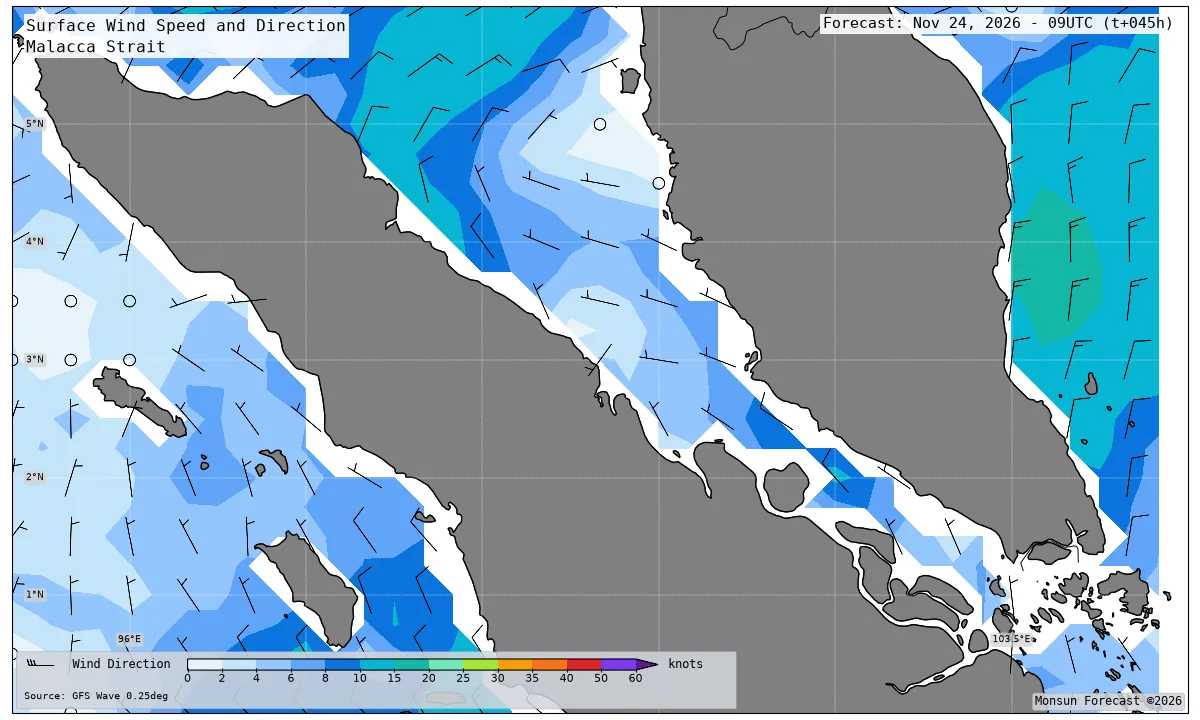 Surface Wind Speed and Direction
Malacca Strait
Forecast: Nov 24, 2026 - 09UTC (t+045h)
5°N
4°N
3°N
2°N
1°N
96°E
103.5°E
Wind Direction
0 2 4 6 8 10 15 20 25 30 35 40 50 60
knots
Source: GFS Wave 0.25deg
Monsun Forecast ©2026